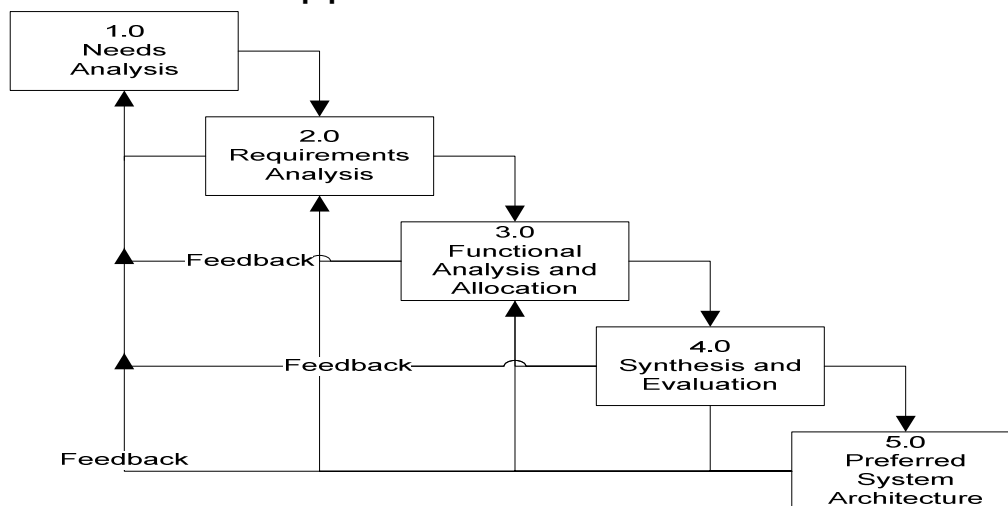 1.0
Needs
Analysis
2.0
Requirements
Analysis
3.0
Functional
Analysis and
Allocation
Feedback
4.0
Synthesis and
Evaluation
Feedback
5.0
Preferred
System
Architecture
Feedback